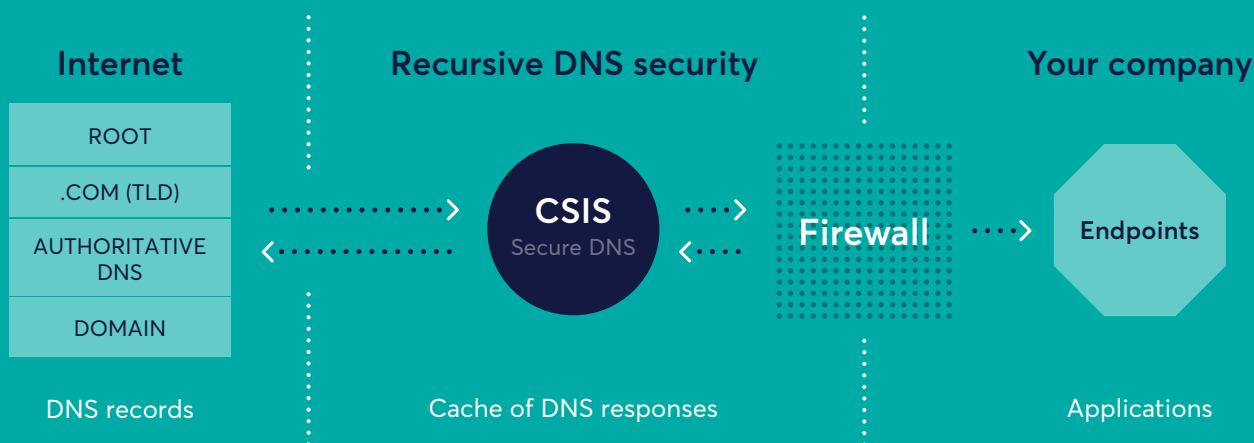 Internet
Recursive DNS security
Your company
ROOT
.COM (TLD)
AUTHORITATIVE
DNS
DOMAIN
CSIS
Secure DNS
Firewall
Endpoints
DNS records
Cache of DNS responses
Applications